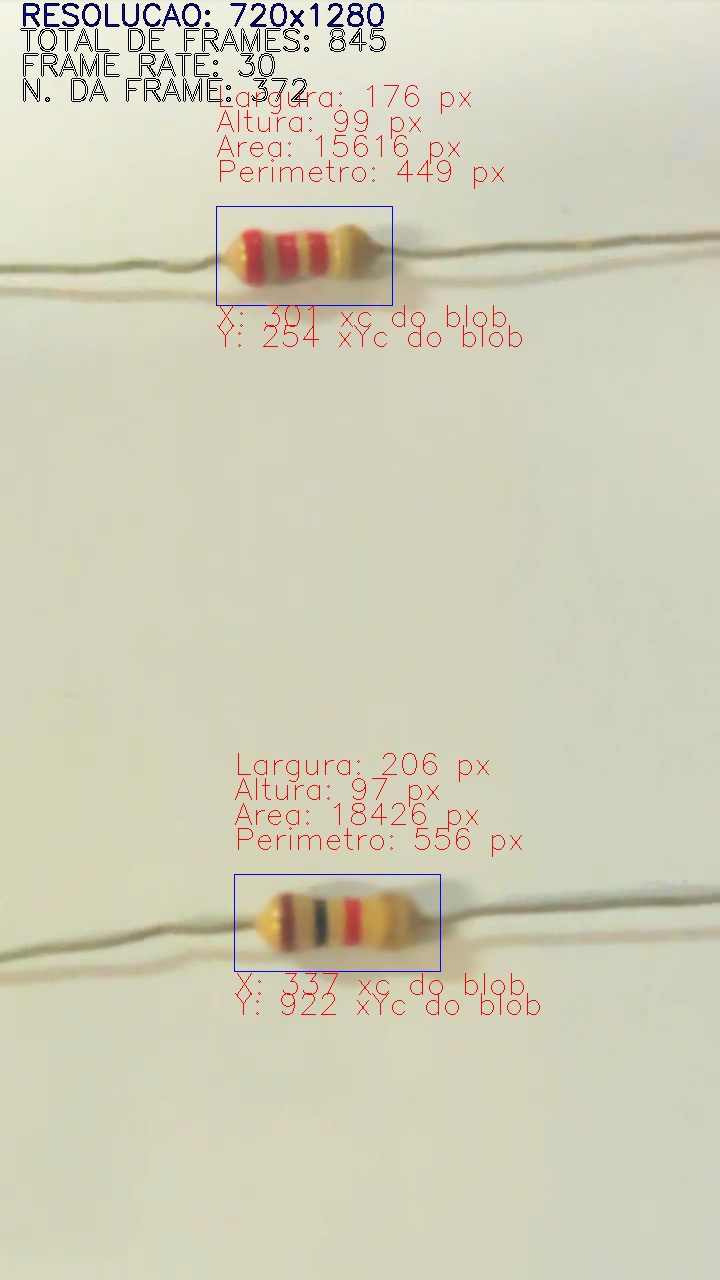 RESOLUCAO: 720x1280
TOTAL DE FRAMES: 845
FRAME RATE: 30
N. DA FRAME: 372
Largura: 176 px
Altura: 99 px
Area: 15616 px
Perimetro: 449 px
X: 301 xc do blob
Y: 254 xYc do blob
Largura: 206 px
Altura: 97 px
Area: 18426 px
Perimetro: 556 px
X: 337 xc do blob
Y: 922 xYc do blob